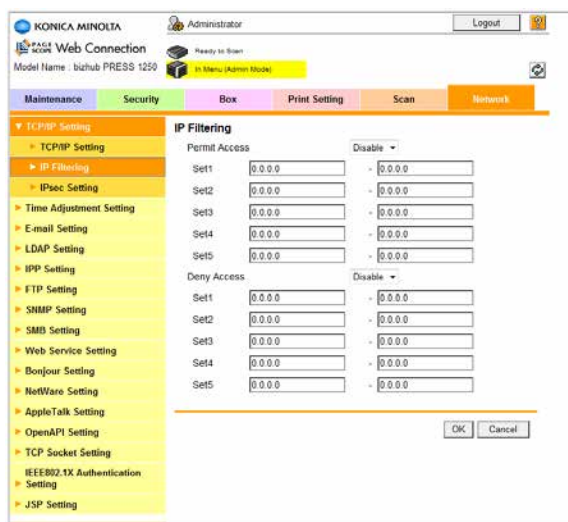 KONICA MINOLTA
Administrator
Logout
?
PAGE SCOPE Web Connection
Ready to Scan
Model Name : bizhub PRESS 1250
In Menu (Admin Mode)
Maintenance Security Box Print Setting Scan Network
TCP/IP Setting
TCP/IP Setting
IP Filtering
IPsec Setting
Time Adjustment Setting
E-mail Setting
LDAP Setting
IPP Setting
FTP Setting
SNMP Setting
SMB Setting
Web Service Setting
Bonjour Setting
NetWare Setting
AppleTalk Setting
OpenAPI Setting
TCP Socket Setting
IEEE802.1X Authentication
Setting
JSP Setting
IP Filtering
Permit Access Disable
Set1 0.0.0.0 - 0.0.0.0
Set2 0.0.0.0 - 0.0.0.0
Set3 0.0.0.0 - 0.0.0.0
Set4 0.0.0.0 - 0.0.0.0
Set5 0.0.0.0 - 0.0.0.0
Deny Access Disable
Set1 0.0.0.0 - 0.0.0.0
Set2 0.0.0.0 - 0.0.0.0
Set3 0.0.0.0 - 0.0.0.0
Set4 0.0.0.0 - 0.0.0.0
Set5 0.0.0.0 - 0.0.0.0
OK Cancel